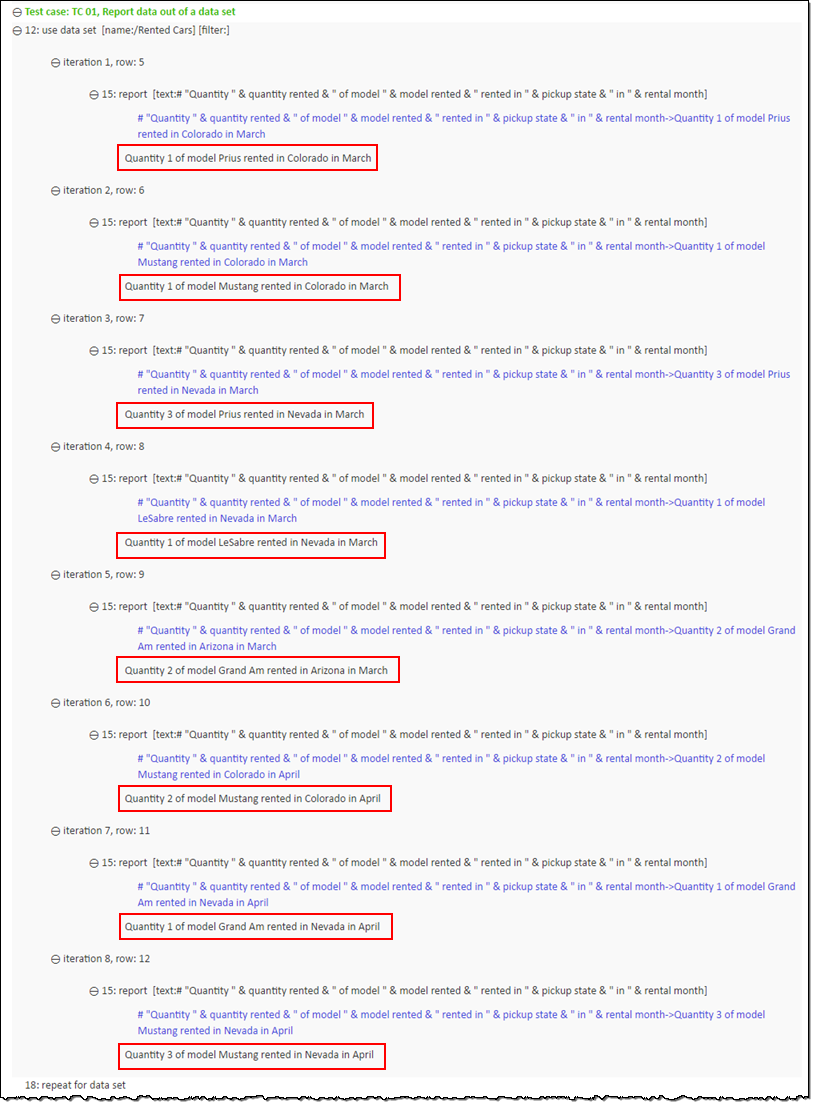 Test case: TC 01, Report data out of a data set
12: use data set [name:/Rented Cars] [filter:]
iteration 1, row: 5
15: report [text:# "Quantity " & quantity rented & " of model " & model rented & " rented in " & pickup state & " in " & rental month]
# "Quantity " & quantity rented & " of model " & model rented & " rented in " & pickup state & " in " & rental month->Quantity 1 of model Prius
rented in Colorado in March
Quantity 1 of model Prius rented in Colorado in March
iteration 2, row: 6
15: report [text:# "Quantity " & quantity rented & " of model " & model rented & " rented in " & pickup state & " in " & rental month]
# "Quantity " & quantity rented & " of model " & model rented & " rented in " & pickup state & " in " & rental month->Quantity 1 of model
Mustang rented in Colorado in March
Quantity 1 of model Mustang rented in Colorado in March
iteration 3, row: 7
15: report [text:# "Quantity " & quantity rented & " of model " & model rented & " rented in " & pickup state & " in " & rental month]
# "Quantity " & quantity rented & " of model " & model rented & " rented in " & pickup state & " in " & rental month->Quantity 3 of model Prius
rented in Nevada in March
Quantity 3 of model Prius rented in Nevada in March
iteration 4, row: 8
15: report [text:# "Quantity " & quantity rented & " of model " & model rented & " rented in " & pickup state & " in " & rental month]
# "Quantity " & quantity rented & " of model " & model rented & " rented in " & pickup state & " in " & rental month->Quantity 1 of model
LeSabre rented in Nevada in March
Quantity 1 of model LeSabre rented in Nevada in March
iteration 5, row: 9
15: report [text:# "Quantity " & quantity rented & " of model " & model rented & " rented in " & pickup state & " in " & rental month]
# "Quantity " & quantity rented & " of model " & model rented & " rented in " & pickup state & " in " & rental month->Quantity 2 of model Grand
Am rented in Arizona in March
Quantity 2 of model Grand Am rented in Arizona in March
iteration 6, row: 10
15: report [text:# "Quantity " & quantity rented & " of model " & model rented & " rented in " & pickup state & " in " & rental month]
# "Quantity " & quantity rented & " of model " & model rented & " rented in " & pickup state & " in " & rental month->Quantity 2 of model
Mustang rented in Colorado in April
Quantity 2 of model Mustang rented in Colorado in April
iteration 7, row: 11
15: report [text:# "Quantity " & quantity rented & " of model " & model rented & " rented in " & pickup state & " in " & rental month]
# "Quantity " & quantity rented & " of model " & model rented & " rented in " & pickup state & " in " & rental month->Quantity 1 of model Grand
Am rented in Nevada in April
Quantity 1 of model Grand Am rented in Nevada in April
iteration 8, row: 12
15: report [text:# "Quantity " & quantity rented & " of model " & model rented & " rented in " & pickup state & " in " & rental month]
# "Quantity " & quantity rented & " of model " & model rented & " rented in " & pickup state & " in " & rental month->Quantity 3 of model
Mustang rented in Nevada in April
Quantity 3 of model Mustang rented in Nevada in April
18: repeat for data set